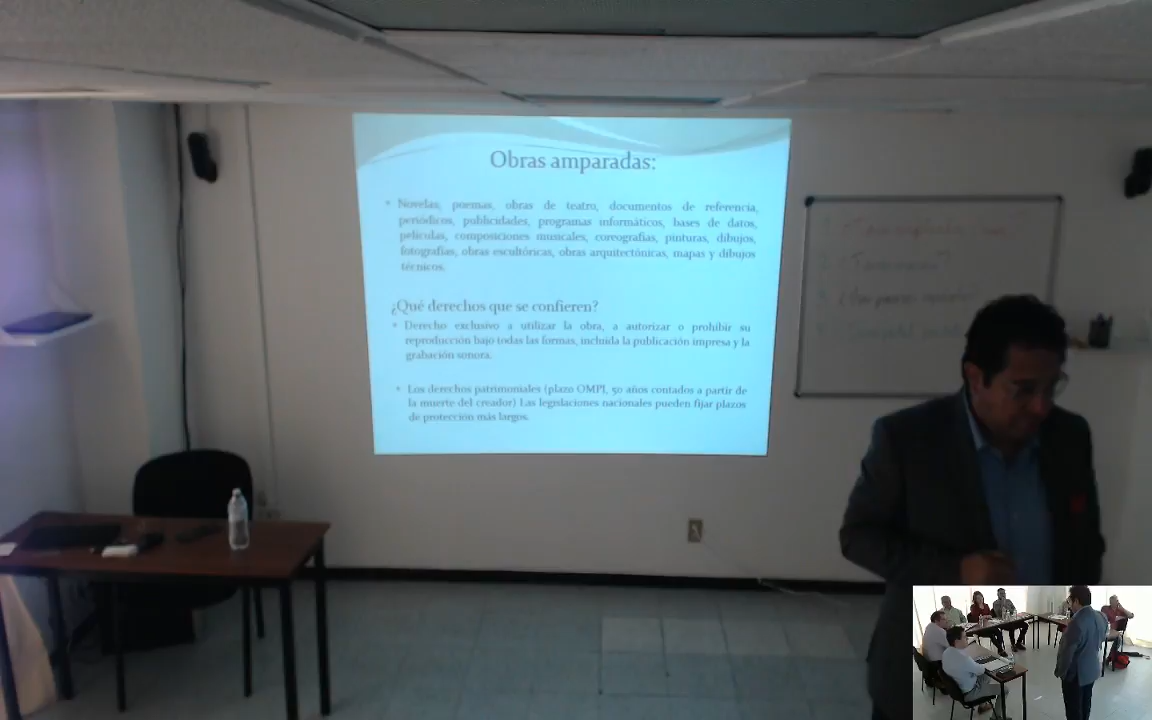 Obras amparadas:
Novelas, poemas, obras de teatro, documentos de referencia,
periódicos, publicidades, programas informáticos, bases de datos,
películas, composiciones musicales, coreografías, pinturas, dibujos,
fotografías, obras escultóricas, obras arquitectónicas, mapas y dibujos
técnicos.
¿Qué derechos que se confieren?
Derecho exclusivo a utilizar la obra, a autorizar o prohibir su
reproducción bajo todas las formas, incluida la publicación impresa y la
grabación sonora.
Los derechos patrimoniales (plazo OMPI, 50 años contados a partir de
la muerte del creador) Las legislaciones nacionales pueden fijar plazos
de protección más largos.